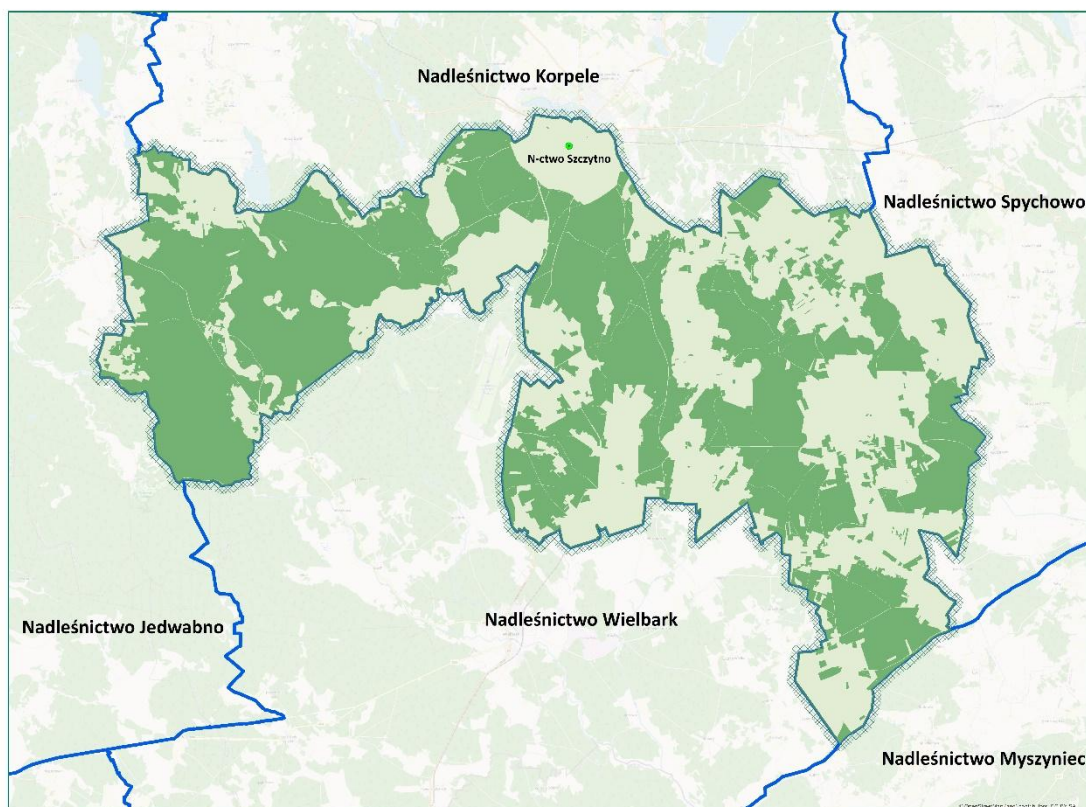 Nadleśnictwo Korpele
N-ctwo Szczytno
Nadleśnictwo Spychowo
Nadleśnictwo Jedwabno
Nadleśnictwo Wielbark
Nadleśnictwo Myszyniec